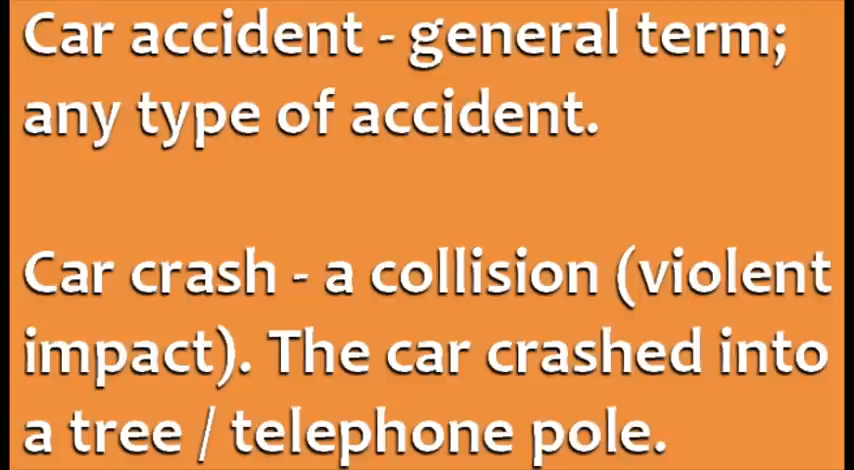 Car accident - general term;
any type of accident.
Car crash - a collision (violent
impact). The car crashed into
a tree / telephone pole.